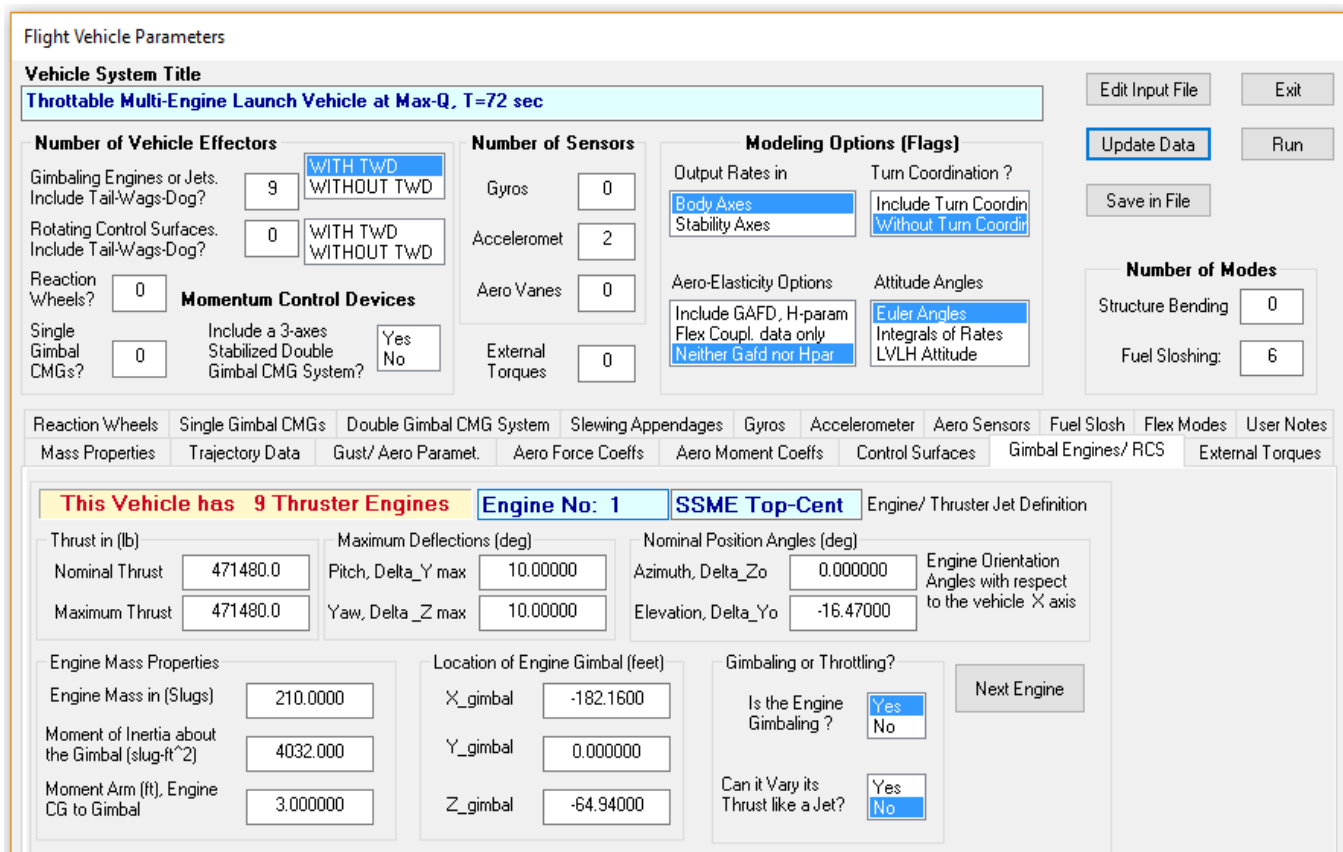 Flight Vehicle Parameters
Vehicle System Title
Throttable Multi-Engine Launch Vehicle at Max-Q, T=72 sec
Edit Input File
Exit
Update Data
Run
Save in File
Number of Vehicle Effectors
Gimbaling Engines or Jets.
Include Tail-Wags-Dog?
9
WITH TWD
WITHOUT TWD
Rotating Control Surfaces.
Include Tail-Wags-Dog?
0
WITH TWD
WITHOUT TWD
Reaction
Wheels?
0
Momentum Control Devices
Single
Gimbal
CMGs?
0
Include a 3-axes
Stabilized Double
Gimbal CMG System?
Yes
No
Number of Sensors
Gyros
0
Acceleromet
2
Aero Vanes
0
External
Torques
0
Modeling Options (Flags)
Output Rates in
Body Axes
Stability Axes
Turn Coordination ?
Include Turn Coordin
Without Turn Coordin
Aero-Elasticity Options
Include GAFD, H-param
Flex Coupl. data only
Neither Gafd nor Hpar
Attitude Angles
Euler Angles
Integrals of Rates
LVLH Attitude
Number of Modes
Structure Bending
0
Fuel Sloshing:
6
Reaction Wheels Single Gimbal CMGs Double Gimbal CMG System Slewing Appendages Gyros Accelerometer Aero Sensors Fuel Slosh Flex Modes User Notes
Mass Properties Trajectory Data Gust/ Aero Paramet. Aero Force Coeffs Aero Moment Coeffs Control Surfaces Gimbal Engines/ RCS External Torques
This Vehicle has 9 Thruster Engines
Engine No: 1
SSME Top-Cent
Engine/ Thruster Jet Definition
Thrust in (lb)
Nominal Thrust
471480.0
Maximum Thrust
471480.0
Maximum Deflections (deg)
Pitch, Delta_Y max
10.00000
Yaw, Delta _Z max
10.00000
Nominal Position Angles (deg)
Azimuth, Delta_Zo
0.000000
Elevation, Delta_Yo
-16.47000
Engine Orientation
Angles with respect
to the vehicle X axis
Engine Mass Properties
Engine Mass in (Slugs)
210.0000
Moment of Inertia about
the Gimbal (slug-ft^2)
4032.000
Moment Arm (ft), Engine
CG to Gimbal
3.000000
Location of Engine Gimbal (feet)
X_gimbal
-182.1600
Y_gimbal
0.000000
Z_gimbal
-64.94000
Gimbaling or Throttling?
Is the Engine
Gimbaling ?
Yes
No
Can it Vary its
Thrust like a Jet?
Yes
No
Next Engine